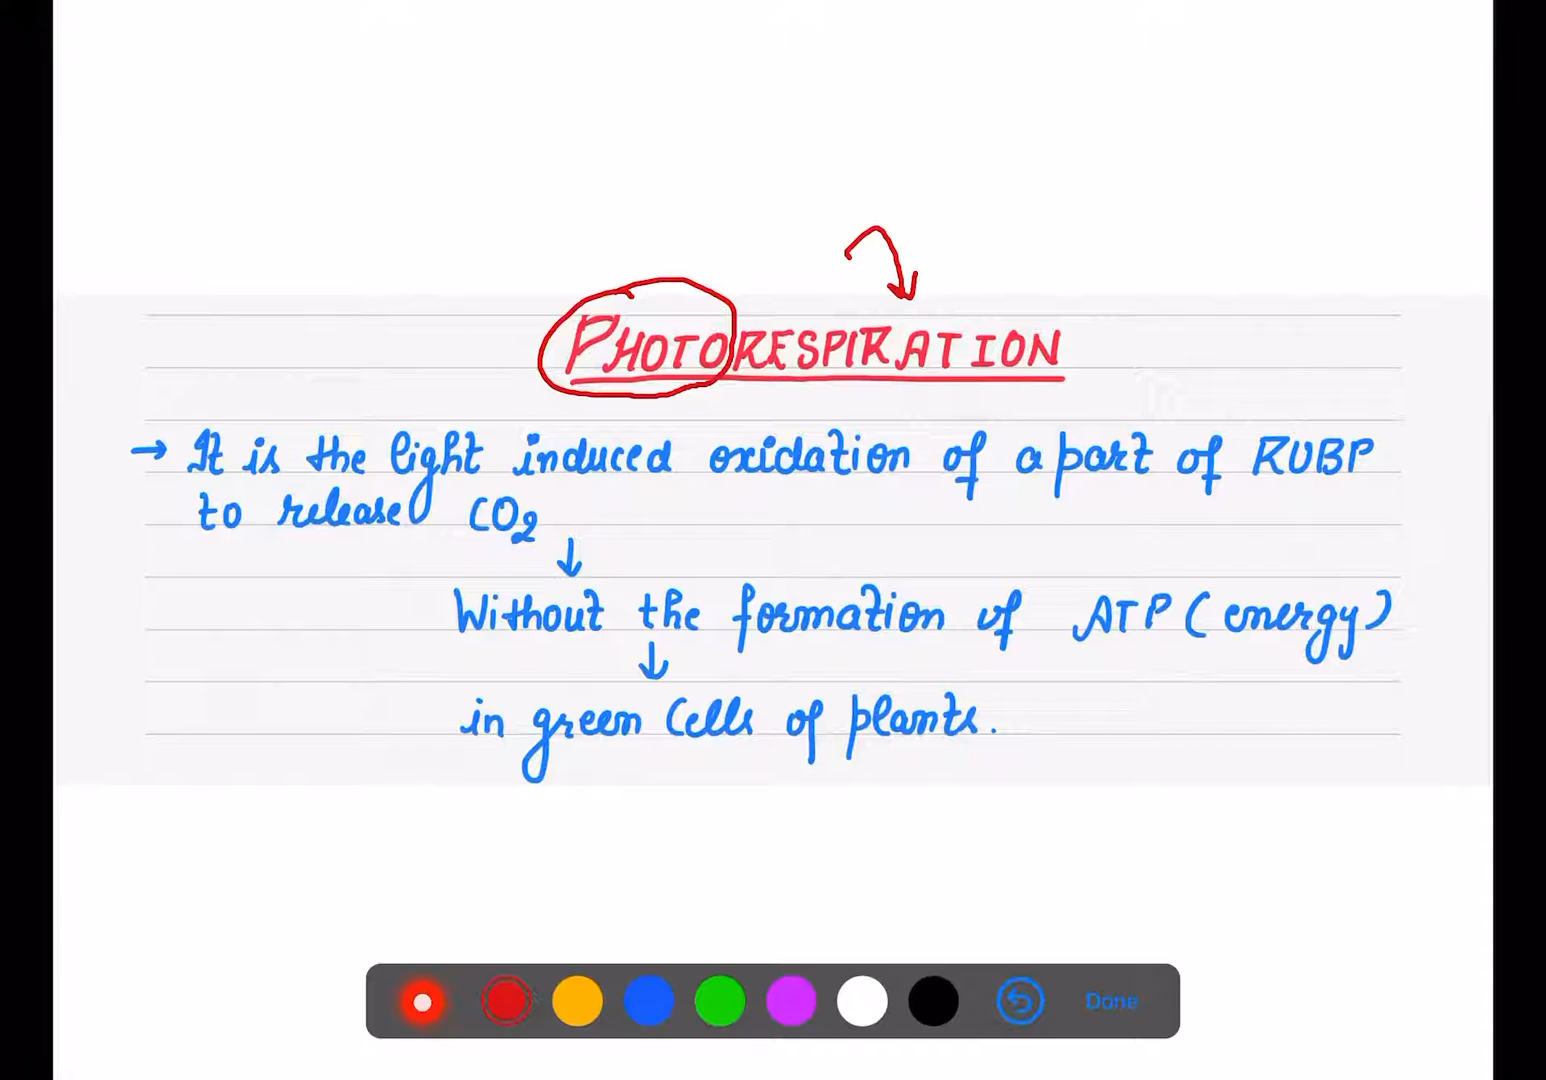 PHOTORESPIRATION
→ It is the light induced oxidation of a part of RUBP
to release CO2
↓
Without the formation of ATP (energy)
↓
in green cells of plants.
Done